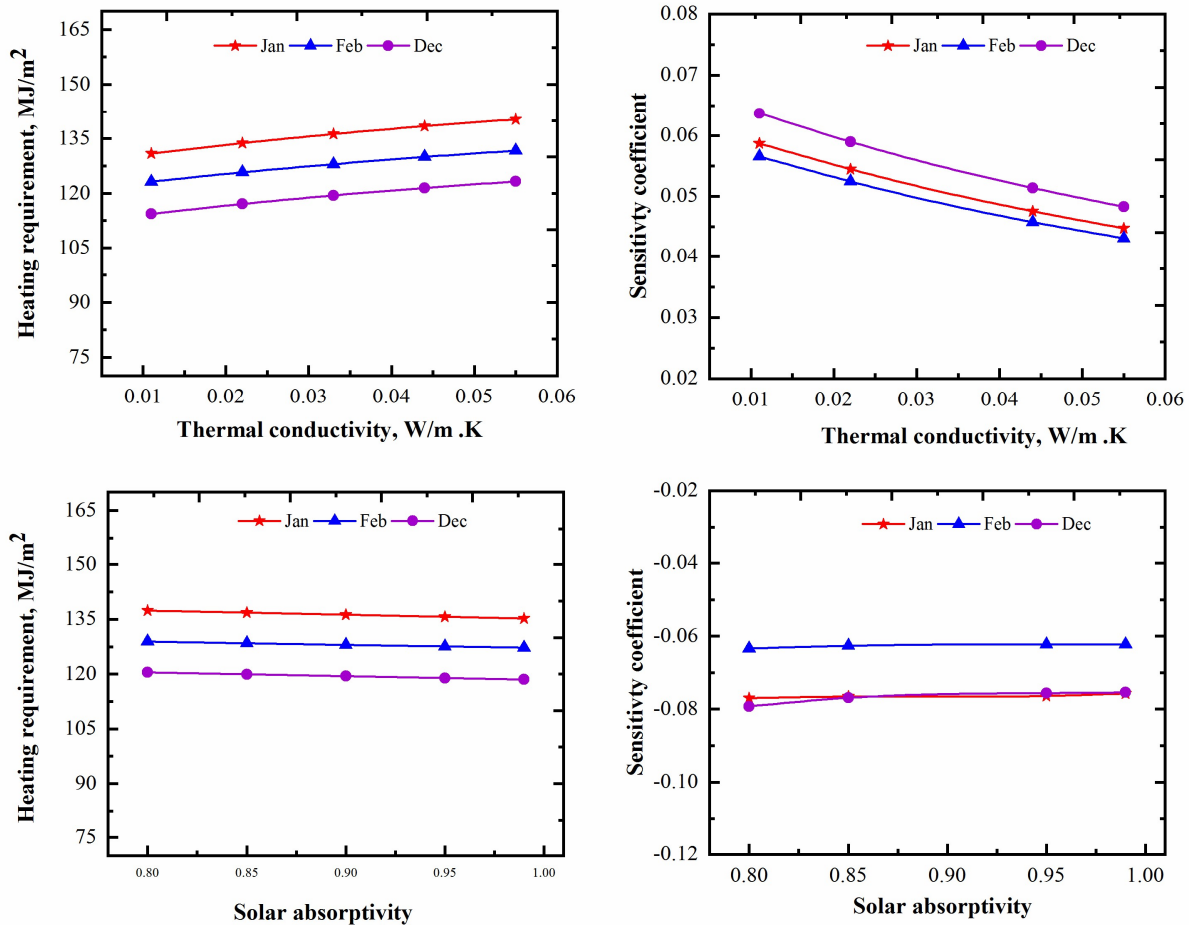 Jan Feb Dec
Heating requirement, MJ/m²
165
150
135
120
105
90
75
0.01 0.02 0.03 0.04 0.05 0.06
Thermal conductivity, W/m .K
Jan Feb Dec
Sensitivty coefficient
0.08
0.07
0.06
0.05
0.04
0.03
0.02
0.01 0.02 0.03 0.04 0.05 0.06
Thermal conductivity, W/m .K
Jan Feb Dec
Heating requirement, MJ/m²
165
150
135
120
105
90
75
0.80 0.85 0.90 0.95 1.00
Solar absorptivity
Jan Feb Dec
Sensitivty coefficient
-0.02
-0.04
-0.06
-0.08
-0.10
-0.12
0.80 0.85 0.90 0.95 1.00
Solar absorptivity